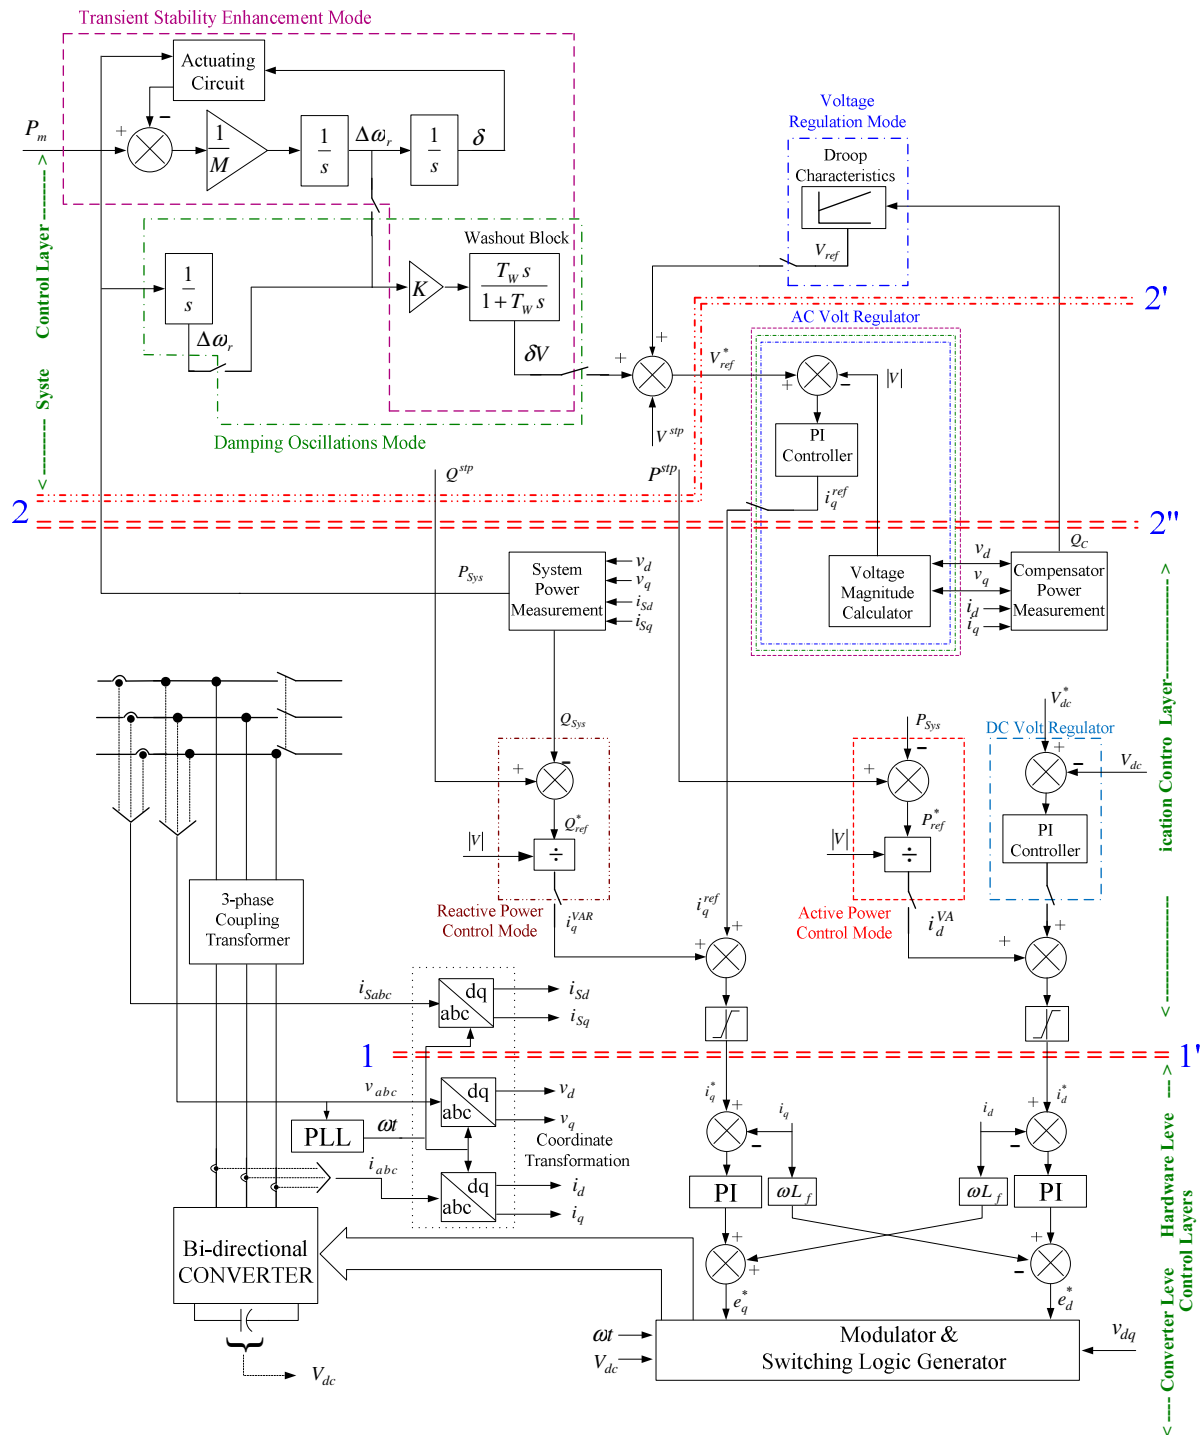 Transient Stability Enhancement Mode
Actuating
Circuit
P_m
+
−
1/M
1/s
Δω_r
1/s
δ
Voltage
Regulation Mode
Droop
Characteristics
V_ref
Washout Block
1/s
K
T_W s / 1+T_W s
Δω_r
δV
Damping Oscillations Mode
Syste Control Layer
2'
AC Volt Regulator
+
+
V*_ref
+
−
|V|
V^stp
PI
Controller
i_q^ref
Q^stp
P^stp
2
2"
P_Sys
System
Power
Measurement
v_d
v_q
i_Sd
i_Sq
Voltage
Magnitude
Calculator
v_d
v_q
i_d
i_q
Q_C
Compensator
Power
Measurement
Q_Sys
+
−
Q*_ref
|V|
÷
Reactive Power
Control Mode
i_q^VAR
P_Sys
+
−
P*_ref
|V|
÷
Active Power
Control Mode
i_d^VA
V*_dc
DC Volt Regulator
+
−
V_dc
PI
Controller
ication Contro Layer
i_q^ref
+
+
+
+
3-phase
Coupling
Transformer
i_Sabc
dq
abc
i_Sd
i_Sq
1
1'
v_abc
dq
abc
v_d
v_q
PLL
ωt
Coordinate
Transformation
i_abc
dq
abc
i_d
i_q
i*_q
i_q
+
−
i_d
i*_d
+
−
PI
ωL_f
ωL_f
PI
+
+
+
−
e*_q
e*_d
Bi-directional
CONVERTER
V_dc
ωt
V_dc
Modulator &
Switching Logic Generator
v_dq
Converter Leve Hardware Leve
Control Layers